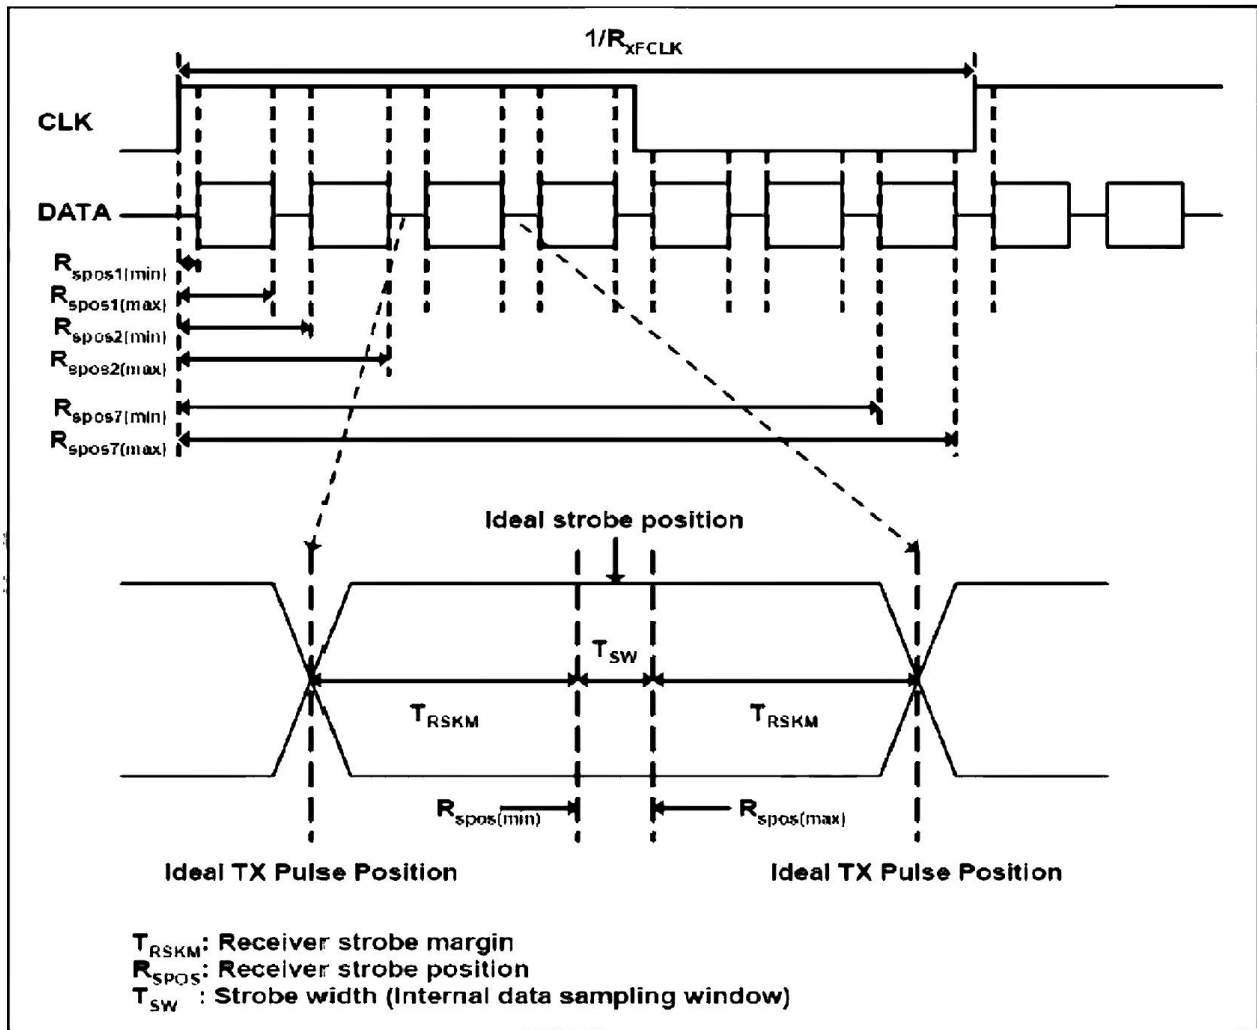 1/RxFCLK
CLK
DATA
Rspos1(min)
Rspos1(max)
Rspos2(min)
Rspos2(max)
Rspos7(min)
Rspos7(max)
Ideal strobe position
TSW
TRSKM TRSKM
Rspos(min) Rspos(max)
Ideal TX Pulse Position Ideal TX Pulse Position
TRSKM: Receiver strobe margin
RSPOS: Receiver strobe position
TSW : Strobe width (Internal data sampling window)